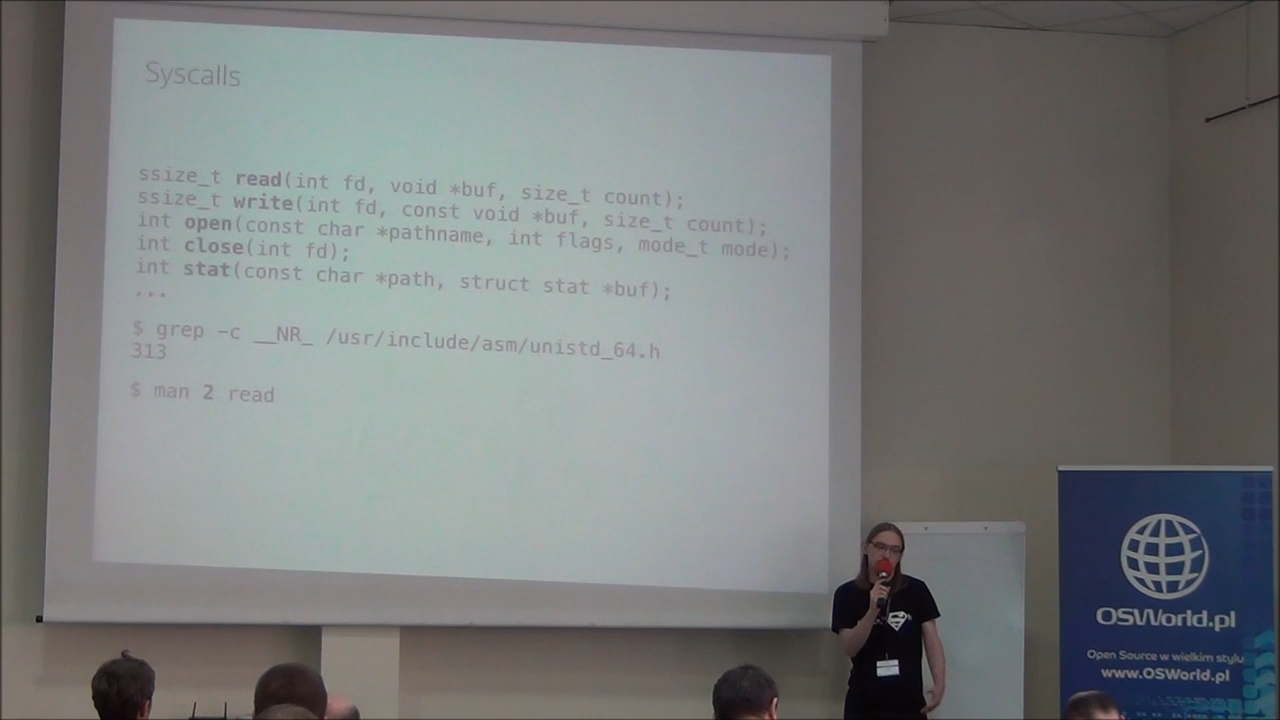 Syscalls
ssize_t read(int fd, void *buf, size_t count);
ssize_t write(int fd, const void *buf, size_t count);
int open(const char *pathname, int flags, mode_t mode);
int close(int fd);
int stat(const char *path, struct stat *buf);
...
$ grep -c __NR_ /usr/include/asm/unistd_64.h
313
$ man 2 read
OSWorld.pl
Open Source w wielkim stylu
www.OSWorld.pl